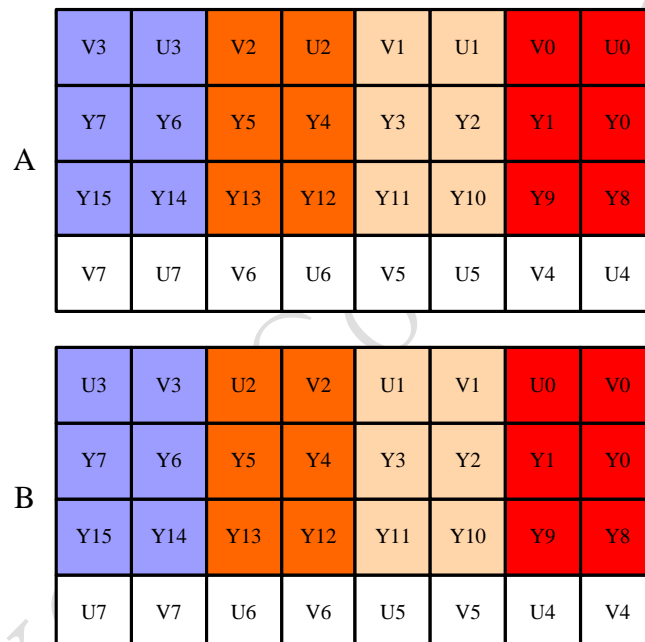 V3 U3 V2 U2 V1 U1 V0 U0
Y7 Y6 Y5 Y4 Y3 Y2 Y1 Y0
A
Y15 Y14 Y13 Y12 Y11 Y10 Y9 Y8
V7 U7 V6 U6 V5 U5 V4 U4
U3 V3 U2 V2 U1 V1 U0 V0
Y7 Y6 Y5 Y4 Y3 Y2 Y1 Y0
B
Y15 Y14 Y13 Y12 Y11 Y10 Y9 Y8
U7 V7 U6 V6 U5 V5 U4 V4